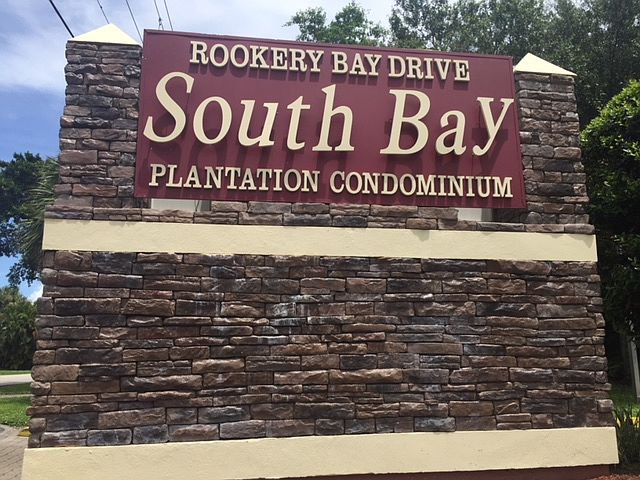 ROOKERY BAY DRIVE
South Bay
PLANTATION CONDOMINIUM